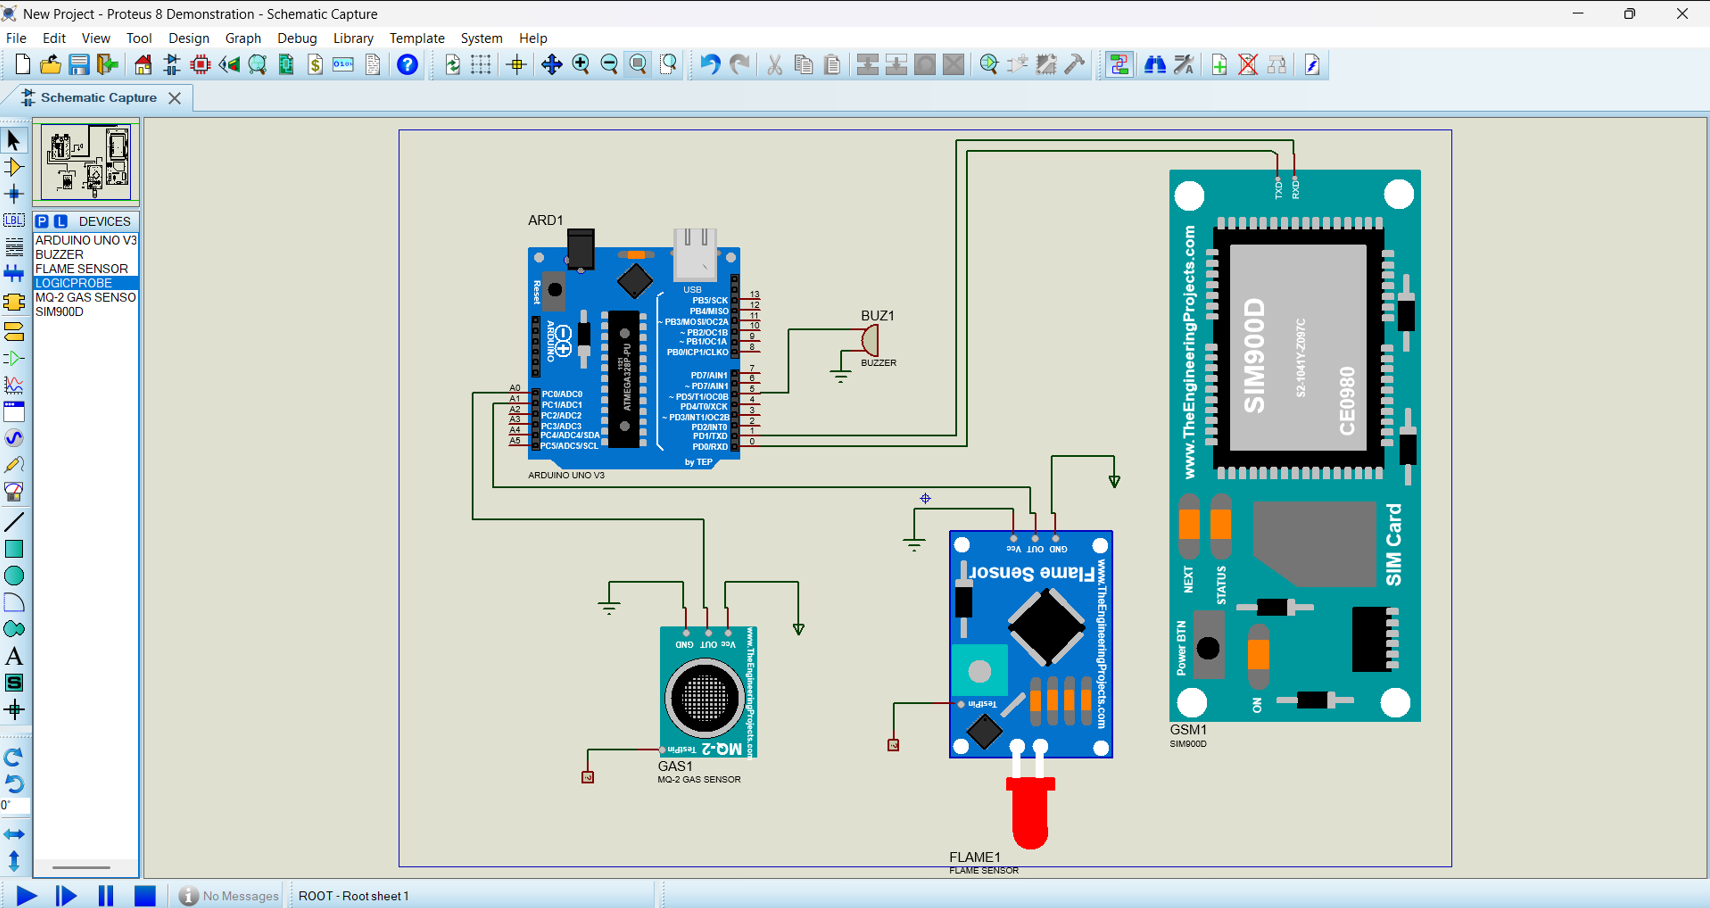 New Project - Proteus 8 Demonstration - Schematic Capture
File Edit View Tool Design Graph Debug Library Template System Help
Schematic Capture
P L DEVICES
ARDUINO UNO V3
BUZZER
FLAME SENSOR
LOGICPROBE
MQ-2 GAS SENSO
SIM900D
LBL
A
S
0°
ARD1
Reset
ARDUINO
USB
1121
ATMEGA328P-PU
PB5/SCK 13
PB4/MISO 12
~ PB3/MOSI/OC2A 11
~ PB2/OC1B 10
~ PB1/OC1A 9
PB0/ICP1/CLKO 8
PD7/AIN1 7
~ PD7/AIN1 6
~ PD5/T1/OC0B 5
PD4/T0/XCK 4
~ PD3/INT1/OC2B 3
PD2/INT0 2
PD1/TXD 1
PD0/RXD 0
A0 PC0/ADC0
A1 PC1/ADC1
A2 PC2/ADC2
A3 PC3/ADC3
A4 PC4/ADC4/SDA
A5 PC5/ADC5/SCL
by TEP
ARDUINO UNO V3
BUZ1
BUZZER
TXD
RXD
www.TheEngineeringProjects.com
SIM900D
S2-1041Y.Z097C
CE0980
NEXT
STATUS
SIM Card
Power BTN
ON
GSM1
SIM900D
Vcc OUT GND
Flame Sensor
www.TheEngineeringProjects.com
TestPin
?
FLAME1
FLAME SENSOR
GND OUT Vcc
www.TheEngineeringProjects.com
TestPin MQ-2
?
GAS1
MQ-2 GAS SENSOR
No Messages
ROOT - Root sheet 1